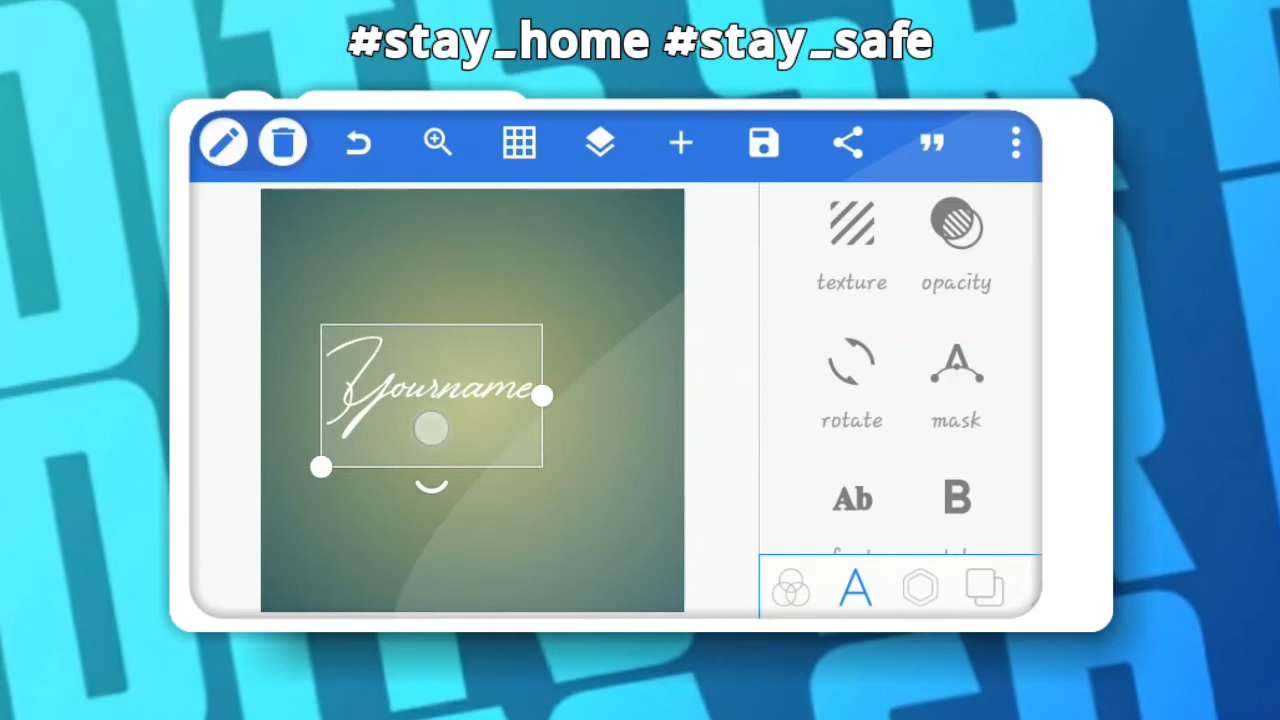 #stay_home #stay_safe
texture opacity
Yourname
rotate mask
Ab B
A